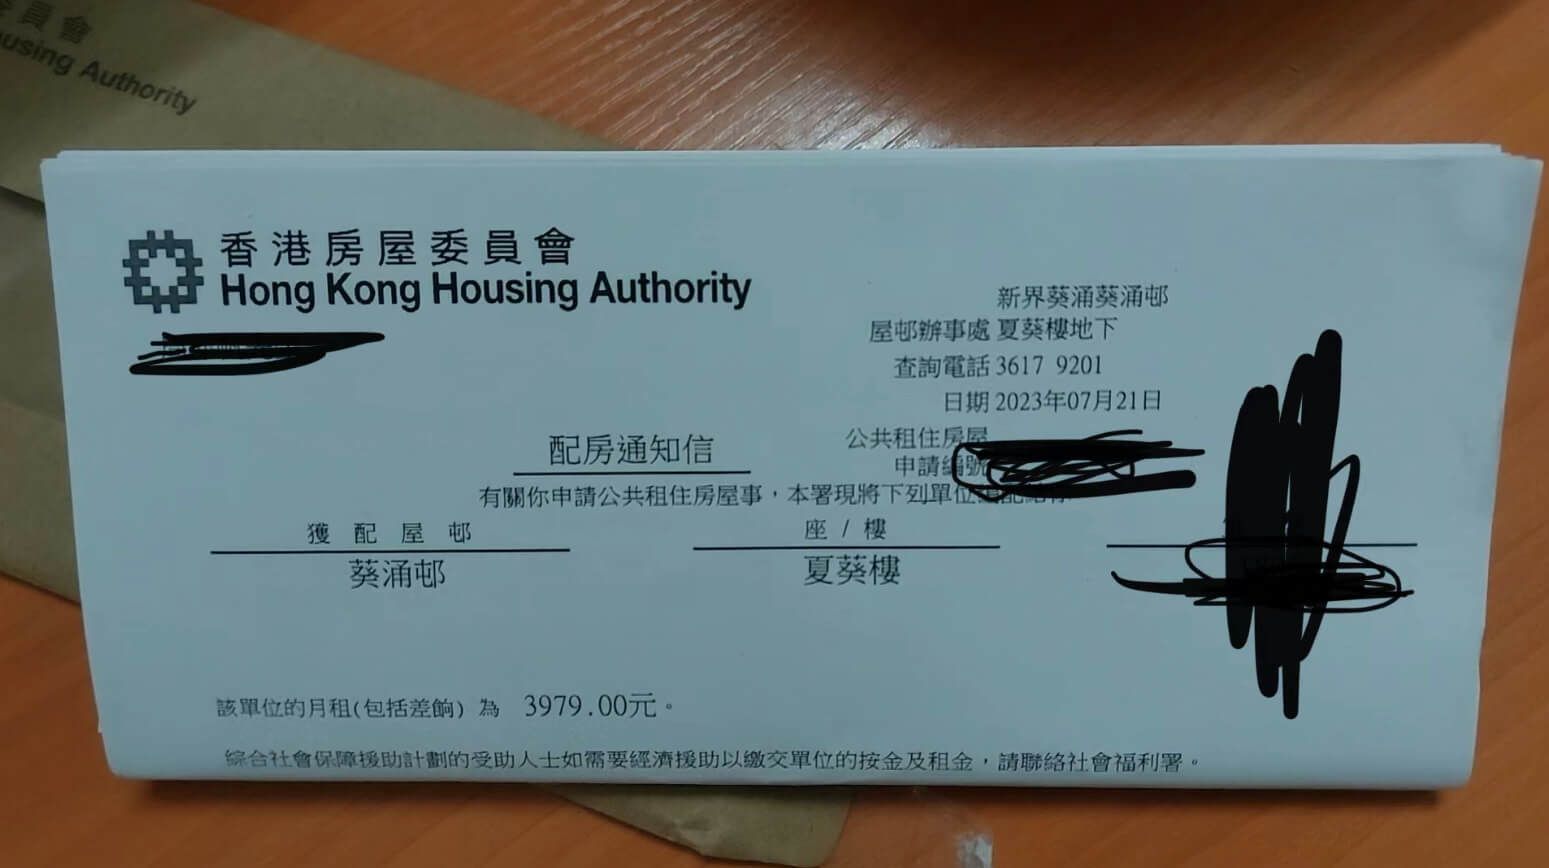 員會
using Authority
香港房屋委員會
Hong Kong Housing Authority
新界葵涌葵涌邨
屋邨辦事處 夏葵樓地下
查詢電話 3617 9201
日期 2023年07月21日
配房通知信
公共租住房屋
申請編號
有關你申請公共租住房屋事，本署現將下列單位
獲配屋邨
座 / 樓
葵涌邨
夏葵樓
該單位的月租(包括差餉) 為 3979.00元。
綜合社會保障援助計劃的受助人士如需要經濟援助以繳交單位的按金及租金，請聯絡社會福利署。